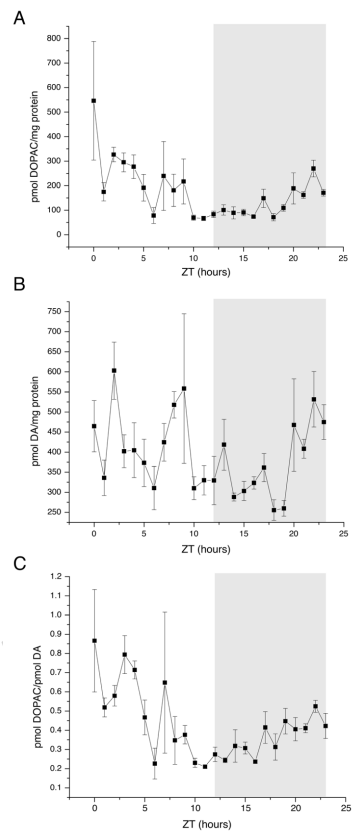 A
pmol DOPAC/mg protein
800
700
600
500
400
300
200
100
0
0 5 10 15 20 25
ZT (hours)
B
pmol DA/mg protein
750
700
650
600
550
500
450
400
350
300
250
0 5 10 15 20 25
ZT (hours)
C
pmol DOPAC/pmol DA
1.2
1.1
1.0
0.9
0.8
0.7
0.6
0.5
0.4
0.3
0.2
0.1
0 5 10 15 20 25
ZT (hours)